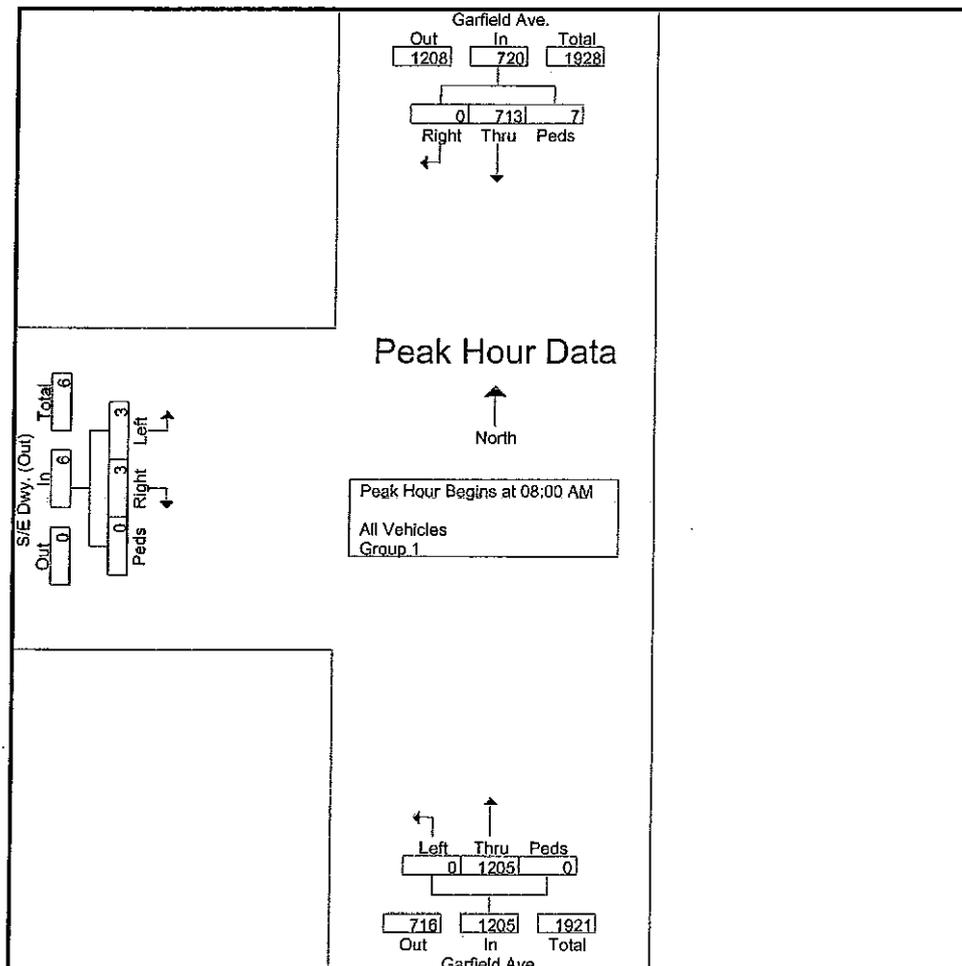 Garfield Ave.
Out In Total
1208 720 1928
0 713 7
Right Thru Peds
Peak Hour Data
North
Peak Hour Begins at 08:00 AM
All Vehicles
Group 1
S/E Dwy. (Out)
Out In Total
0 6 6
0 3 3
Peds Right Left
Left Thru Peds
0 1205 0
716 1205 1921
Out In Total
Garfield Ave.